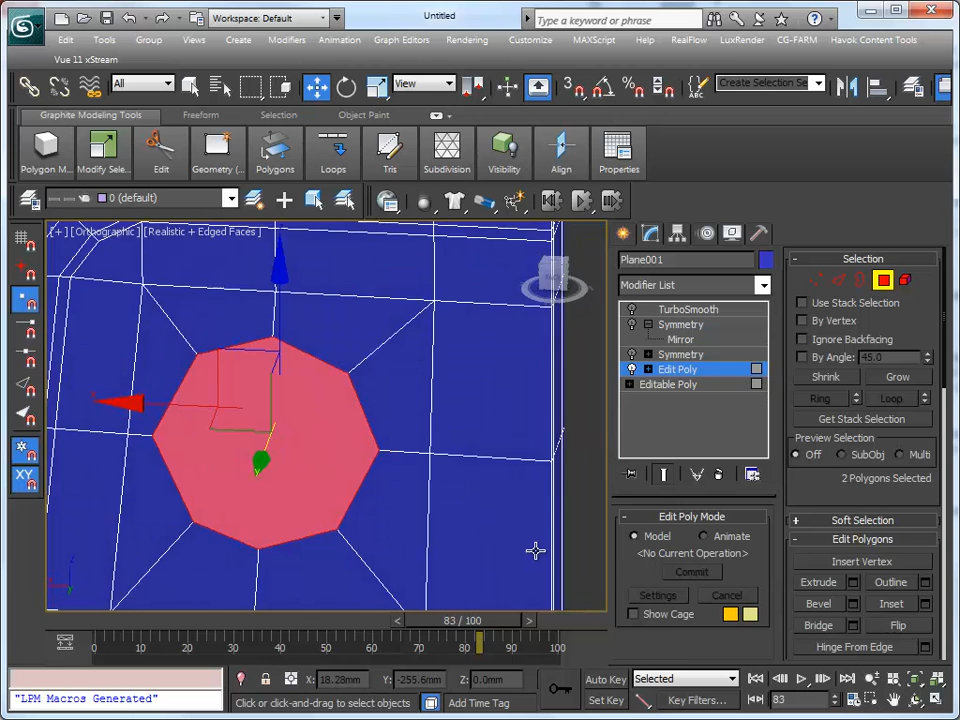 Workspace: Default
Untitled
Type a keyword or phrase
Edit Tools Group Views Create Modifiers Animation Graph Editors Rendering Customize MAXScript Help RealFlow LuxRender CG-FARM Havok Content Tools
Vue 11 xStream
All
View
Create Selection Se
Graphite Modeling Tools Freeform Selection Object Paint
Polygon M... Modify Sele... Edit Geometry ( Polygons Loops Tris Subdivision Visibility Align Properties
0 (default)
[+] [Orthographic] [Realistic + Edged Faces]
Plane001
Modifier List
TurboSmooth
Symmetry
Mirror
Symmetry
Edit Poly
Editable Poly
Selection
Use Stack Selection
By Vertex
Ignore Backfacing
By Angle: 45.0
Shrink Grow
Ring Loop
Get Stack Selection
Preview Selection
Off SubObj Multi
2 Polygons Selected
Soft Selection
Edit Polygons
Insert Vertex
Extrude Outline
Bevel Inset
Bridge Flip
Hinge From Edge
Edit Poly Mode
Model Animate
<No Current Operation>
Commit
Settings Cancel
Show Cage
< 83 / 100 >
0 10 20 30 40 50 60 70 80 90 100
X: 18.28mm Y: -255.6mm Z: 0.0mm
Auto Key Selected
"LPM Macros Generated"
Click or click-and-drag to select objects
Add Time Tag
Set Key Key Filters... 83